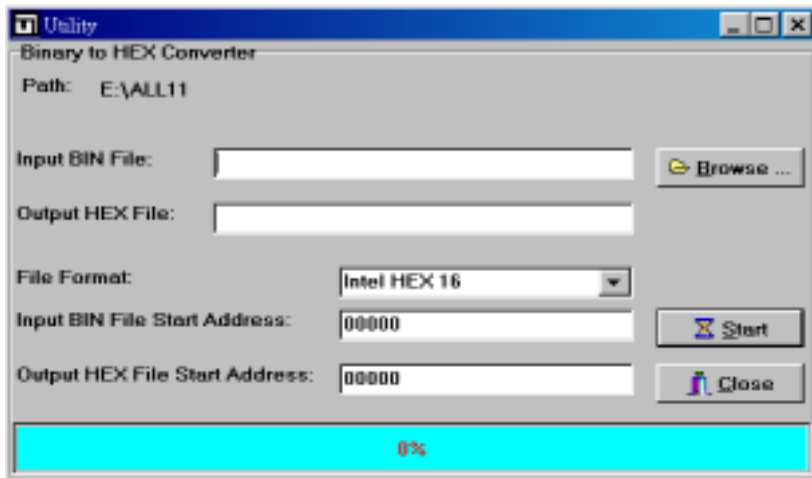 Utility
Binary to HEX Converter
Path: E:\ALL11
Input BIN File:
Browse ...
Output HEX File:
File Format: Intel HEX 16
Input BIN File Start Address: 00000
Start
Output HEX File Start Address: 00000
Close
0%